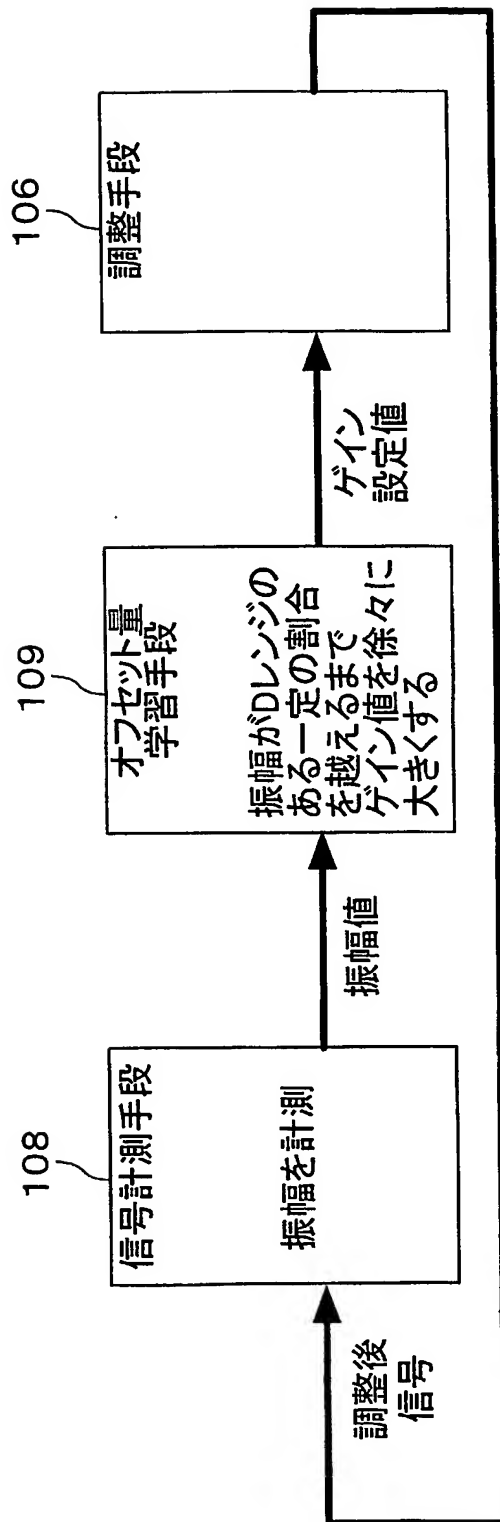 調整後
信号
108
信号計測手段
振幅を計測
振幅値
109
オフセット量
学習手段
振幅がDレンジの
ある一定の割合
を越えるまで
ゲイン値を徐々に
大きくする
ゲイン
設定値
106
調整手段